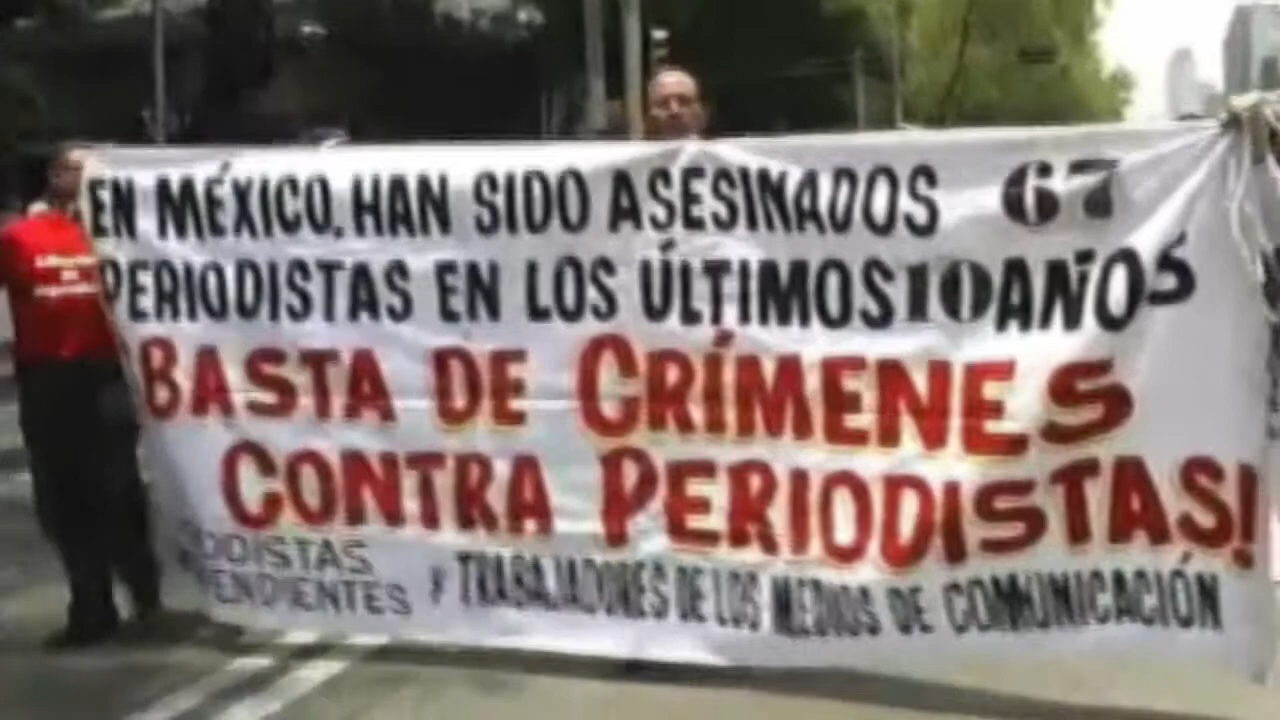 EN MÉXICO, HAN SIDO ASESINADOS 67
PERIODISTAS EN LOS ÚLTIMOS 10 AÑOS
BASTA DE CRÍMENES
CONTRA PERIODISTAS!
Y TRABAJADORES DE LOS MEDIOS DE COMUNICACIÓN